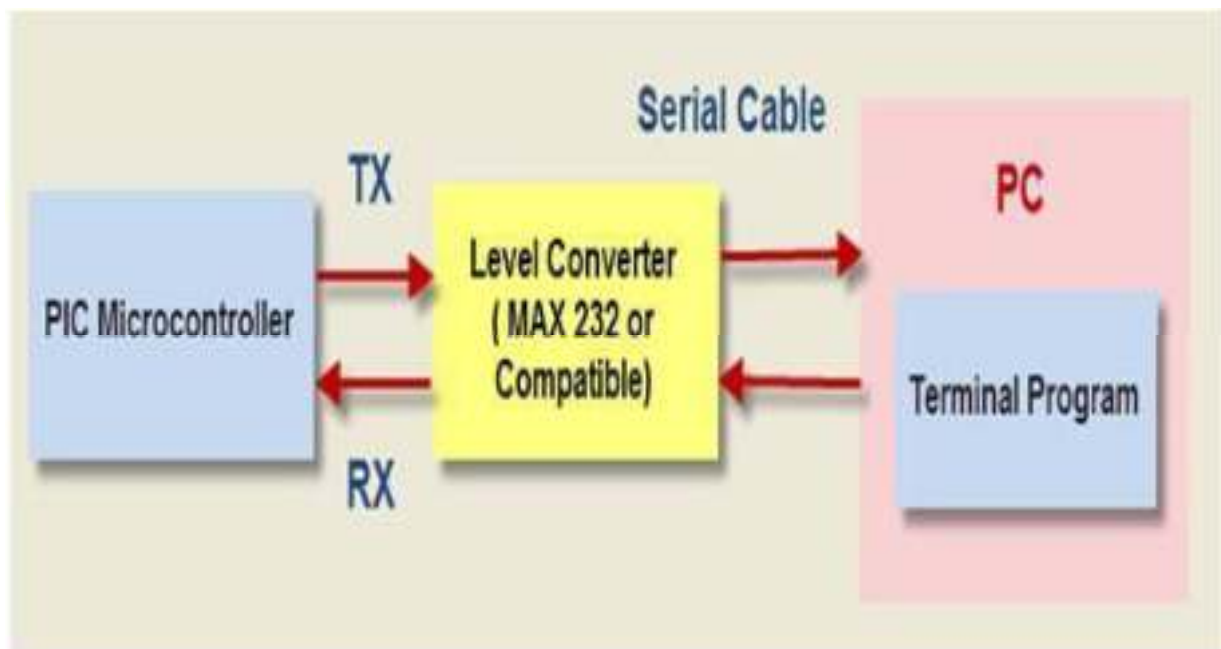 Serial Cable
TX
PC
PIC Microcontroller
Level Converter
( MAX 232 or
Compatible)
Terminal Program
RX